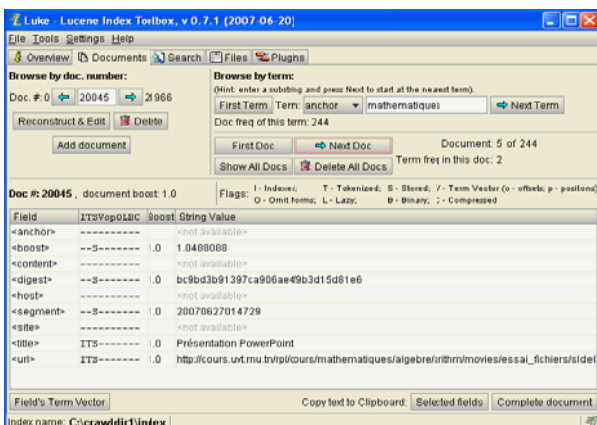 Luke - Lucene Index Toolbox, v 0.7.1 (2007-06-20)
File Tools Settings Help
Overview Documents Search Files Plugins
Browse by doc. number:
Doc. #: 0 20045 21966
Reconstruct & Edit Delete
Add document
Browse by term:
(Hint: enter a substring and press Next to start at the nearest term).
First Term Term: anchor mathematiques Next Term
Doc freq of this term: 244
First Doc Next Doc Document: 5 of 244
Show All Docs Delete All Docs Term freq in this doc: 2
Doc #: 20045 , document boost: 1.0
Flags: I - Indexed; T - Tokenized; S - Stored; V - Term Vector (o - offsets; p - positions)
O - Omit Norms; L - Lazy; B - Binary; C - Compressed
Field ITSVopOLBC Boost String Value
<anchor> ---------- <not available>
<boost> --S------- 1.0 1.0488088
<content> ---------- <not available>
<digest> --S------- 1.0 bc9bd3b91397ca906ae49b3d15d81e6
<host> ---------- <not available>
<segment> --S------- 1.0 20070627014729
<site> ---------- <not available>
<title> ITS------- 1.0 Présentation PowerPoint
<url> ITS------- 1.0 http://cours.uvt.rnu.tn/rpl/cours/mathematiques/algebre/arithm/movies/essai_fichiers/slide
Field's Term Vector Copy text to Clipboard: Selected fields Complete document
Index name: C:\crawldir1\index